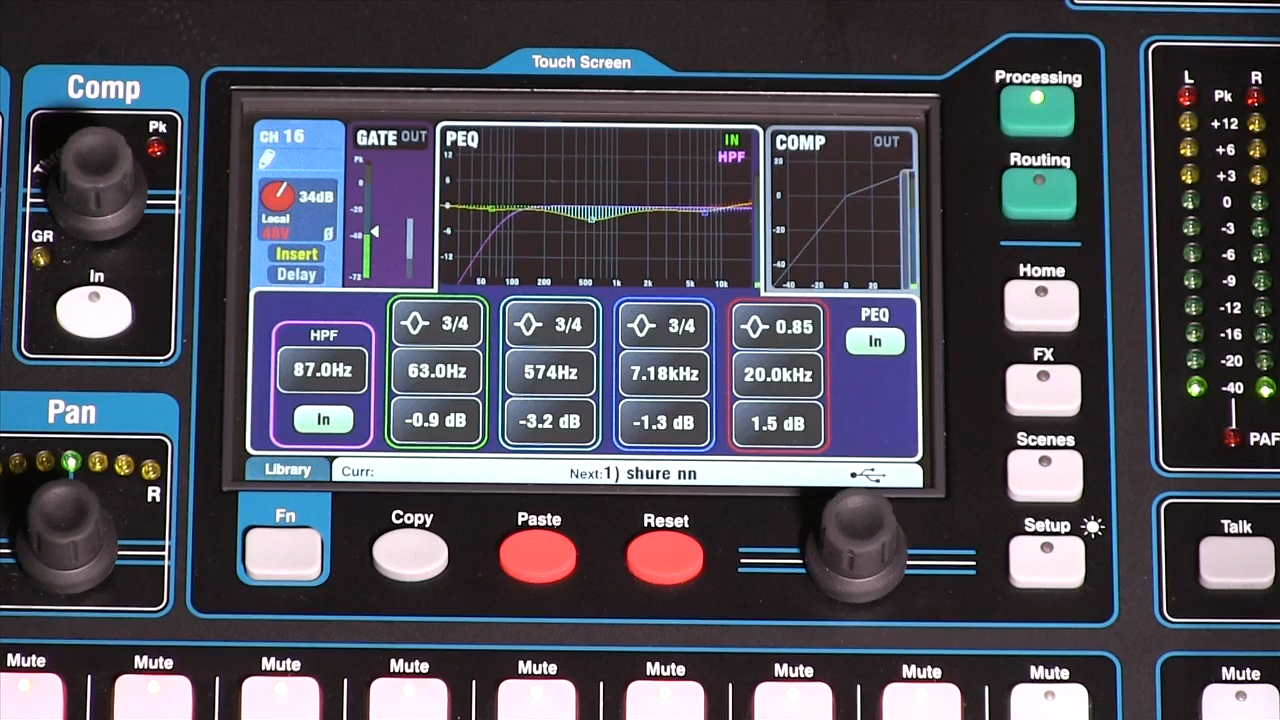 Touch Screen
Comp
Pk
GR
In
Pan
R
CH 16
34dB
Local
48V
Ø
Insert
Delay
GATE OUT
Pk
0
-20
-40
-72
PEQ
IN
HPF
12
6
0
-6
-12
50 100 200 500 1k 2k 5k 10k
COMP OUT
20
0
-20
-40
-40 -20 0 20
HPF
87.0Hz
In
3/4
63.0Hz
-0.9 dB
3/4
574Hz
-3.2 dB
3/4
7.18kHz
-1.3 dB
0.85
20.0kHz
1.5 dB
PEQ
In
Library
Curr:
Next:1) shure nn
Fn
Copy
Paste
Reset
Processing
Routing
Home
FX
Scenes
Setup
L Pk R
+12
+6
+3
0
-3
-6
-9
-12
-16
-20
-40
PAF
Talk
Mute Mute Mute Mute Mute Mute Mute Mute Mute Mute